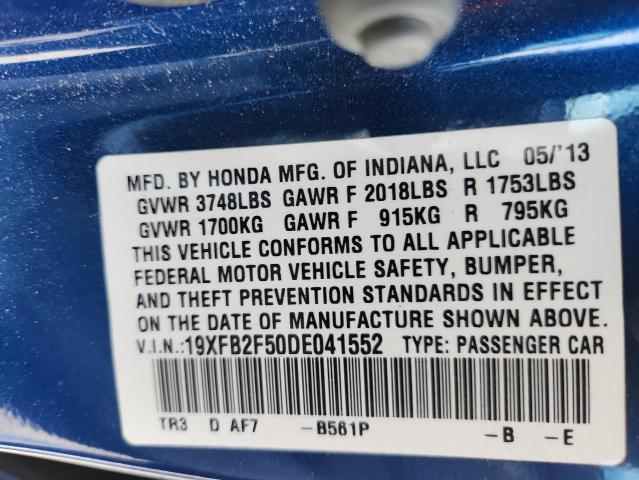 MFD. BY HONDA MFG. OF INDIANA, LLC 05/'13
GVWR 3748LBS GAWR F 2018LBS R 1753LBS
GVWR 1700KG GAWR F 915KG R 795KG
THIS VEHICLE CONFORMS TO ALL APPLICABLE
FEDERAL MOTOR VEHICLE SAFETY, BUMPER,
AND THEFT PREVENTION STANDARDS IN EFFECT
ON THE DATE OF MANUFACTURE SHOWN ABOVE.
V.I.N.:19XFB2F50DE041552 TYPE: PASSENGER CAR
TR3 D AF7 -B561P -B -E